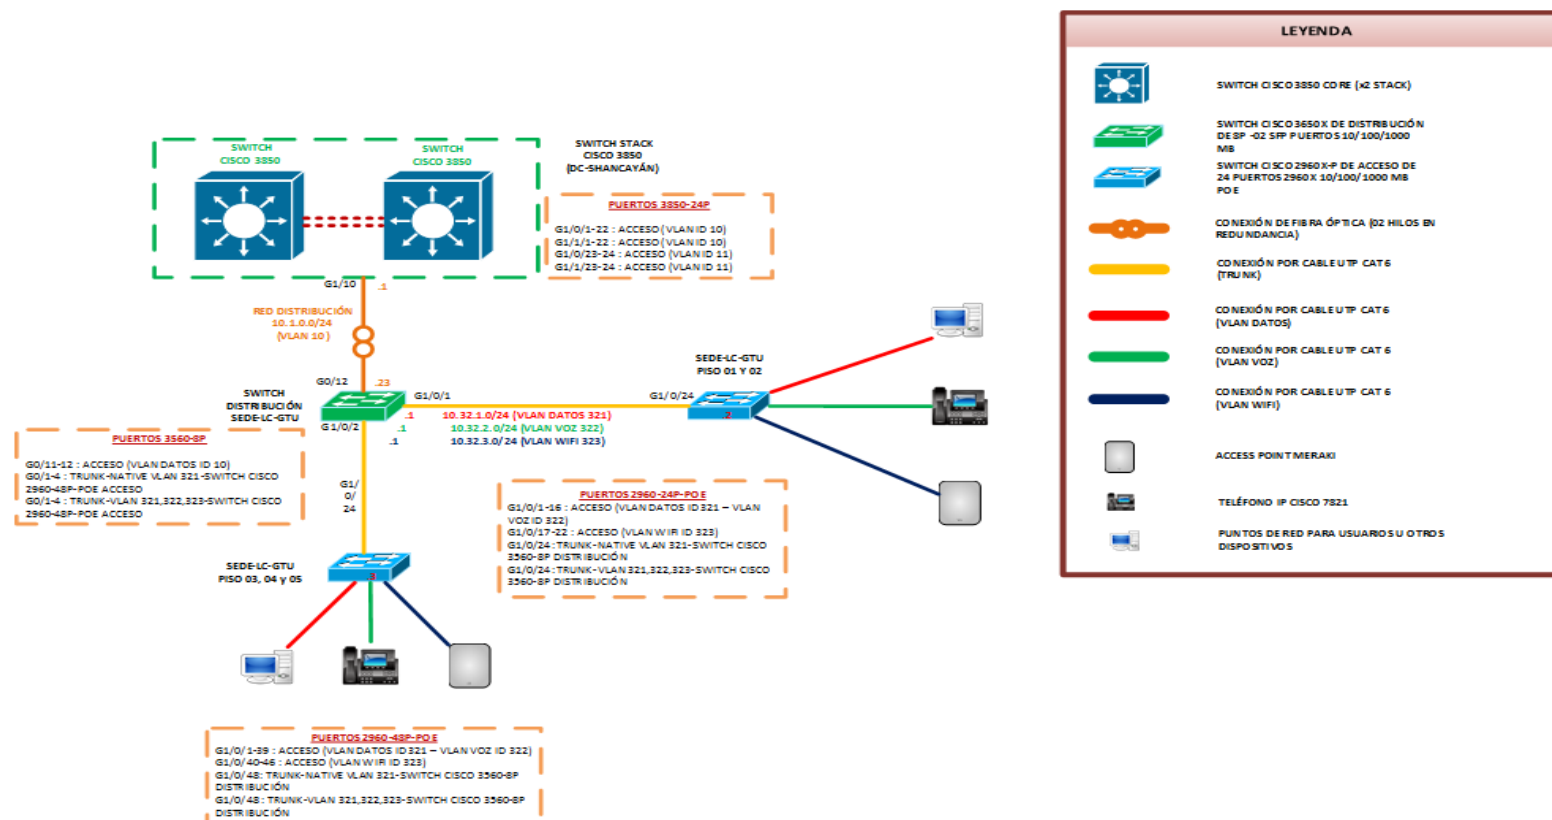 LEYENDA
SWITCH CISCO 3850 CORE (x2 STACK)
SWITCH CISCO 3650X DE DISTRIBUCIÓN
DE 8P -02 SFP PUERTOS 10/100/1000
MB
SWITCH CISCO 2960X-P DE ACCESO DE
24 PUERTOS 2960X 10/100/1000 MB
POE
CONEXIÓN DE FIBRA ÓPTICA (02 HILOS EN
REDUNDANCIA)
CONEXIÓN POR CABLE UTP CAT 6
(TRUNK)
CONEXIÓN POR CABLE UTP CAT 6
(VLAN DATOS)
CONEXIÓN POR CABLE UTP CAT 6
(VLAN VOZ)
CONEXIÓN POR CABLE UTP CAT 6
(VLAN WIFI)
ACCESS POINT MERAKI
TELÉFONO IP CISCO 7821
PUNTOS DE RED PARA USUARIOS U OTROS
DISPOSITIVOS
SWITCH
CISCO 3850
SWITCH
CISCO 3850
SWITCH STACK
CISCO 3850
(DC-SHANCAYÁN)
PUERTOS 3850-24P
G1/0/1-22 : ACCESO (VLAN ID 10)
G1/1/1-22 : ACCESO (VLAN ID 10)
G1/0/23-24 : ACCESO (VLAN ID 11)
G1/1/23-24 : ACCESO (VLAN ID 11)
G1/10
.1
RED DISTRIBUCIÓN
10.1.0.0/24
(VLAN 10 )
G0/12
.23
SWITCH
DISTRIBUCIÓN
SEDE-LC-GTU
G1/0/1
G1/0/2
.1 10.32.1.0/24 (VLAN DATOS 321)
.1 10.32.2.0/24 (VLAN VOZ 322)
.1 10.32.3.0/24 (VLAN WIFI 323)
SEDE-LC-GTU
PISO 01 Y 02
G1/0/24
.2
PUERTOS 3560-8P
G0/11-12 : ACCESO (VLAN DATOS ID 10)
G0/1-4 : TRUNK-NATIVE VLAN 321-SWITCH CISCO
2960-48P-POE ACCESO
G0/1-4 : TRUNK-VLAN 321,322,323-SWITCH CISCO
2960-48P-POE ACCESO
G1/
0/
24
PUERTOS 2960-24P-POE
G1/0/1-16 : ACCESO (VLAN DATOS ID 321 – VLAN
VOZ ID 322)
G1/0/17-22 : ACCESO (VLAN WIFI ID 323)
G1/0/24 : TRUNK-NATIVE VLAN 321-SWITCH CISCO
3560-8P DISTRIBUCIÓN
G1/0/24 : TRUNK-VLAN 321,322,323-SWITCH CISCO
3560-8P DISTRIBUCIÓN
SEDE-LC-GTU
PISO 03, 04 y 05
.3
PUERTOS 2960-48P-POE
G1/0/1-39 : ACCESO (VLAN DATOS ID 321 – VLAN VOZ ID 322)
G1/0/40-46 : ACCESO (VLAN WIFI ID 323)
G1/0/48: TRUNK-NATIVE VLAN 321-SWITCH CISCO 3560-8P
DISTRIBUCIÓN
G1/0/48 : TRUNK-VLAN 321,322,323-SWITCH CISCO 3560-8P
DISTRIBUCIÓN